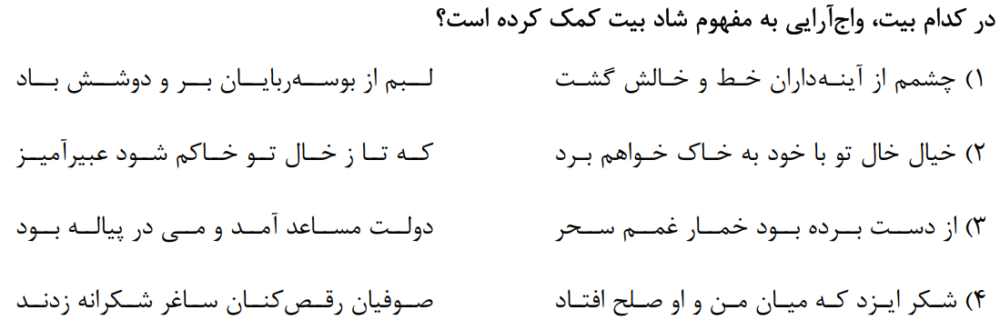 در کدام بیت، واج‌آرایی به مفهوم شاد بیت کمک کرده است؟
۱) چشمم از آینه‌داران خط و خالش گشت لبم از بوسه‌ربایان بر و دوشش باد
۲) خیال خال تو با خود به خاک خواهم برد که تا ز خال تو خاکم شود عبیرآمیز
۳) از دست برده بود خمار غمم سحر دولت مساعد آمد و می در پیاله بود
۴) شکر ایزد که میان من و او صلح افتاد صوفیان رقص‌کنان ساغر شکرانه زدند